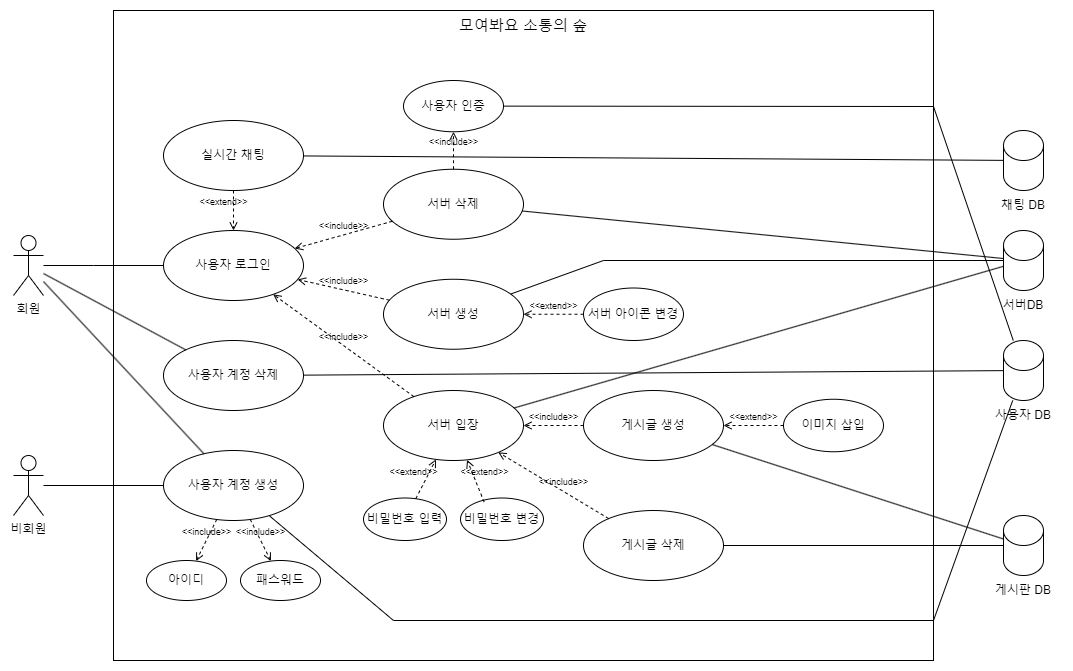 모여봐요 소통의 숲
사용자 인증
<<include>>
실시간 채팅
채팅 DB
<<extend>>
서버 삭제
<<include>>
회원
사용자 로그인
<<include>>
서버 생성
<<extend>>
서버 아이콘 변경
서버DB
<<include>>
사용자 계정 삭제
서버 입장
<<include>>
게시글 생성
<<extend>>
이미지 삽입
사용자 DB
<<extend>>
<<extend>>
<<include>>
비회원
사용자 계정 생성
비밀번호 입력
비밀번호 변경
게시글 삭제
<<include>>
<<include>>
아이디
패스워드
게시판 DB